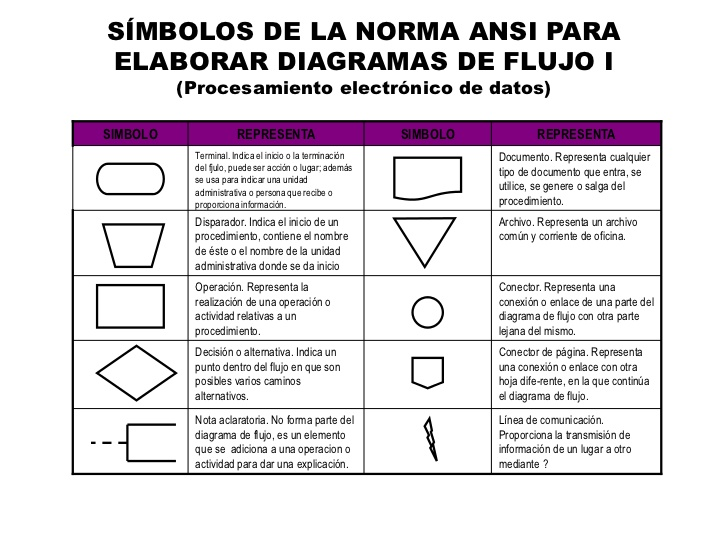 SÍMBOLOS DE LA NORMA ANSI PARA
ELABORAR DIAGRAMAS DE FLUJO I
(Procesamiento electrónico de datos)
SIMBOLO REPRESENTA SIMBOLO REPRESENTA
Terminal. Indica el inicio o la terminación
del fjulo, puede ser acción o lugar; además
se usa para indicar una unidad
administrativa o persona que recibe o
proporciona información.
Documento. Representa cualquier
tipo de documento que entra, se
utilice, se genere o salga del
procedimiento.
Disparador. Indica el inicio de un
procedimiento, contiene el nombre
de éste o el nombre de la unidad
administrativa donde se da inicio
Archivo. Representa un archivo
común y corriente de oficina.
Operación. Representa la
realización de una operación o
actividad relativas a un
procedimiento.
Conector. Representa una
conexión o enlace de una parte del
diagrama de flujo con otra parte
lejana del mismo.
Decisión o alternativa. Indica un
punto dentro del flujo en que son
posibles varios caminos
alternativos.
Conector de página. Representa
una conexión o enlace con otra
hoja dife-rente, en la que continúa
el diagrama de flujo.
Nota aclaratoria. No forma parte del
diagrama de flujo, es un elemento
que se adiciona a una operacion o
actividad para dar una explicación.
Línea de comunicación.
Proporciona la transmisión de
información de un lugar a otro
mediante ?